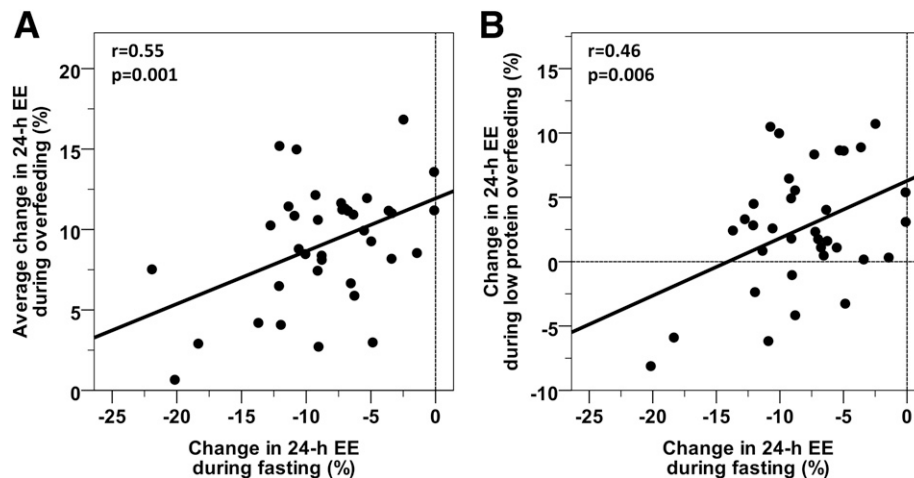 A
r=0.55
p=0.001
Average change in 24-h EE
during overfeeding (%)
20
15
10
5
0
-25 -20 -15 -10 -5 0
Change in 24-h EE
during fasting (%)
B
r=0.46
p=0.006
Change in 24-h EE
during low protein overfeeding (%)
15
10
5
0
-5
-10
-25 -20 -15 -10 -5 0
Change in 24-h EE
during fasting (%)